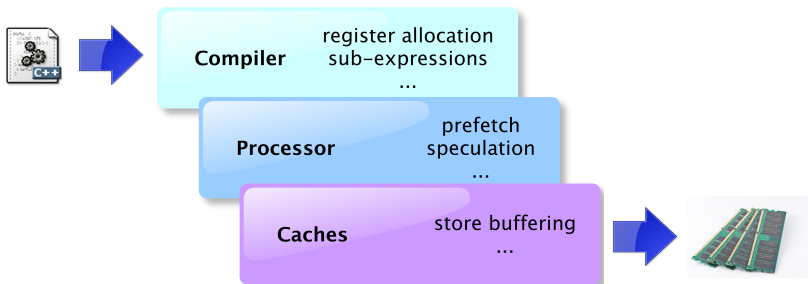 C++
Compiler
register allocation
sub-expressions
...
Processor
prefetch
speculation
...
Caches
store buffering
...